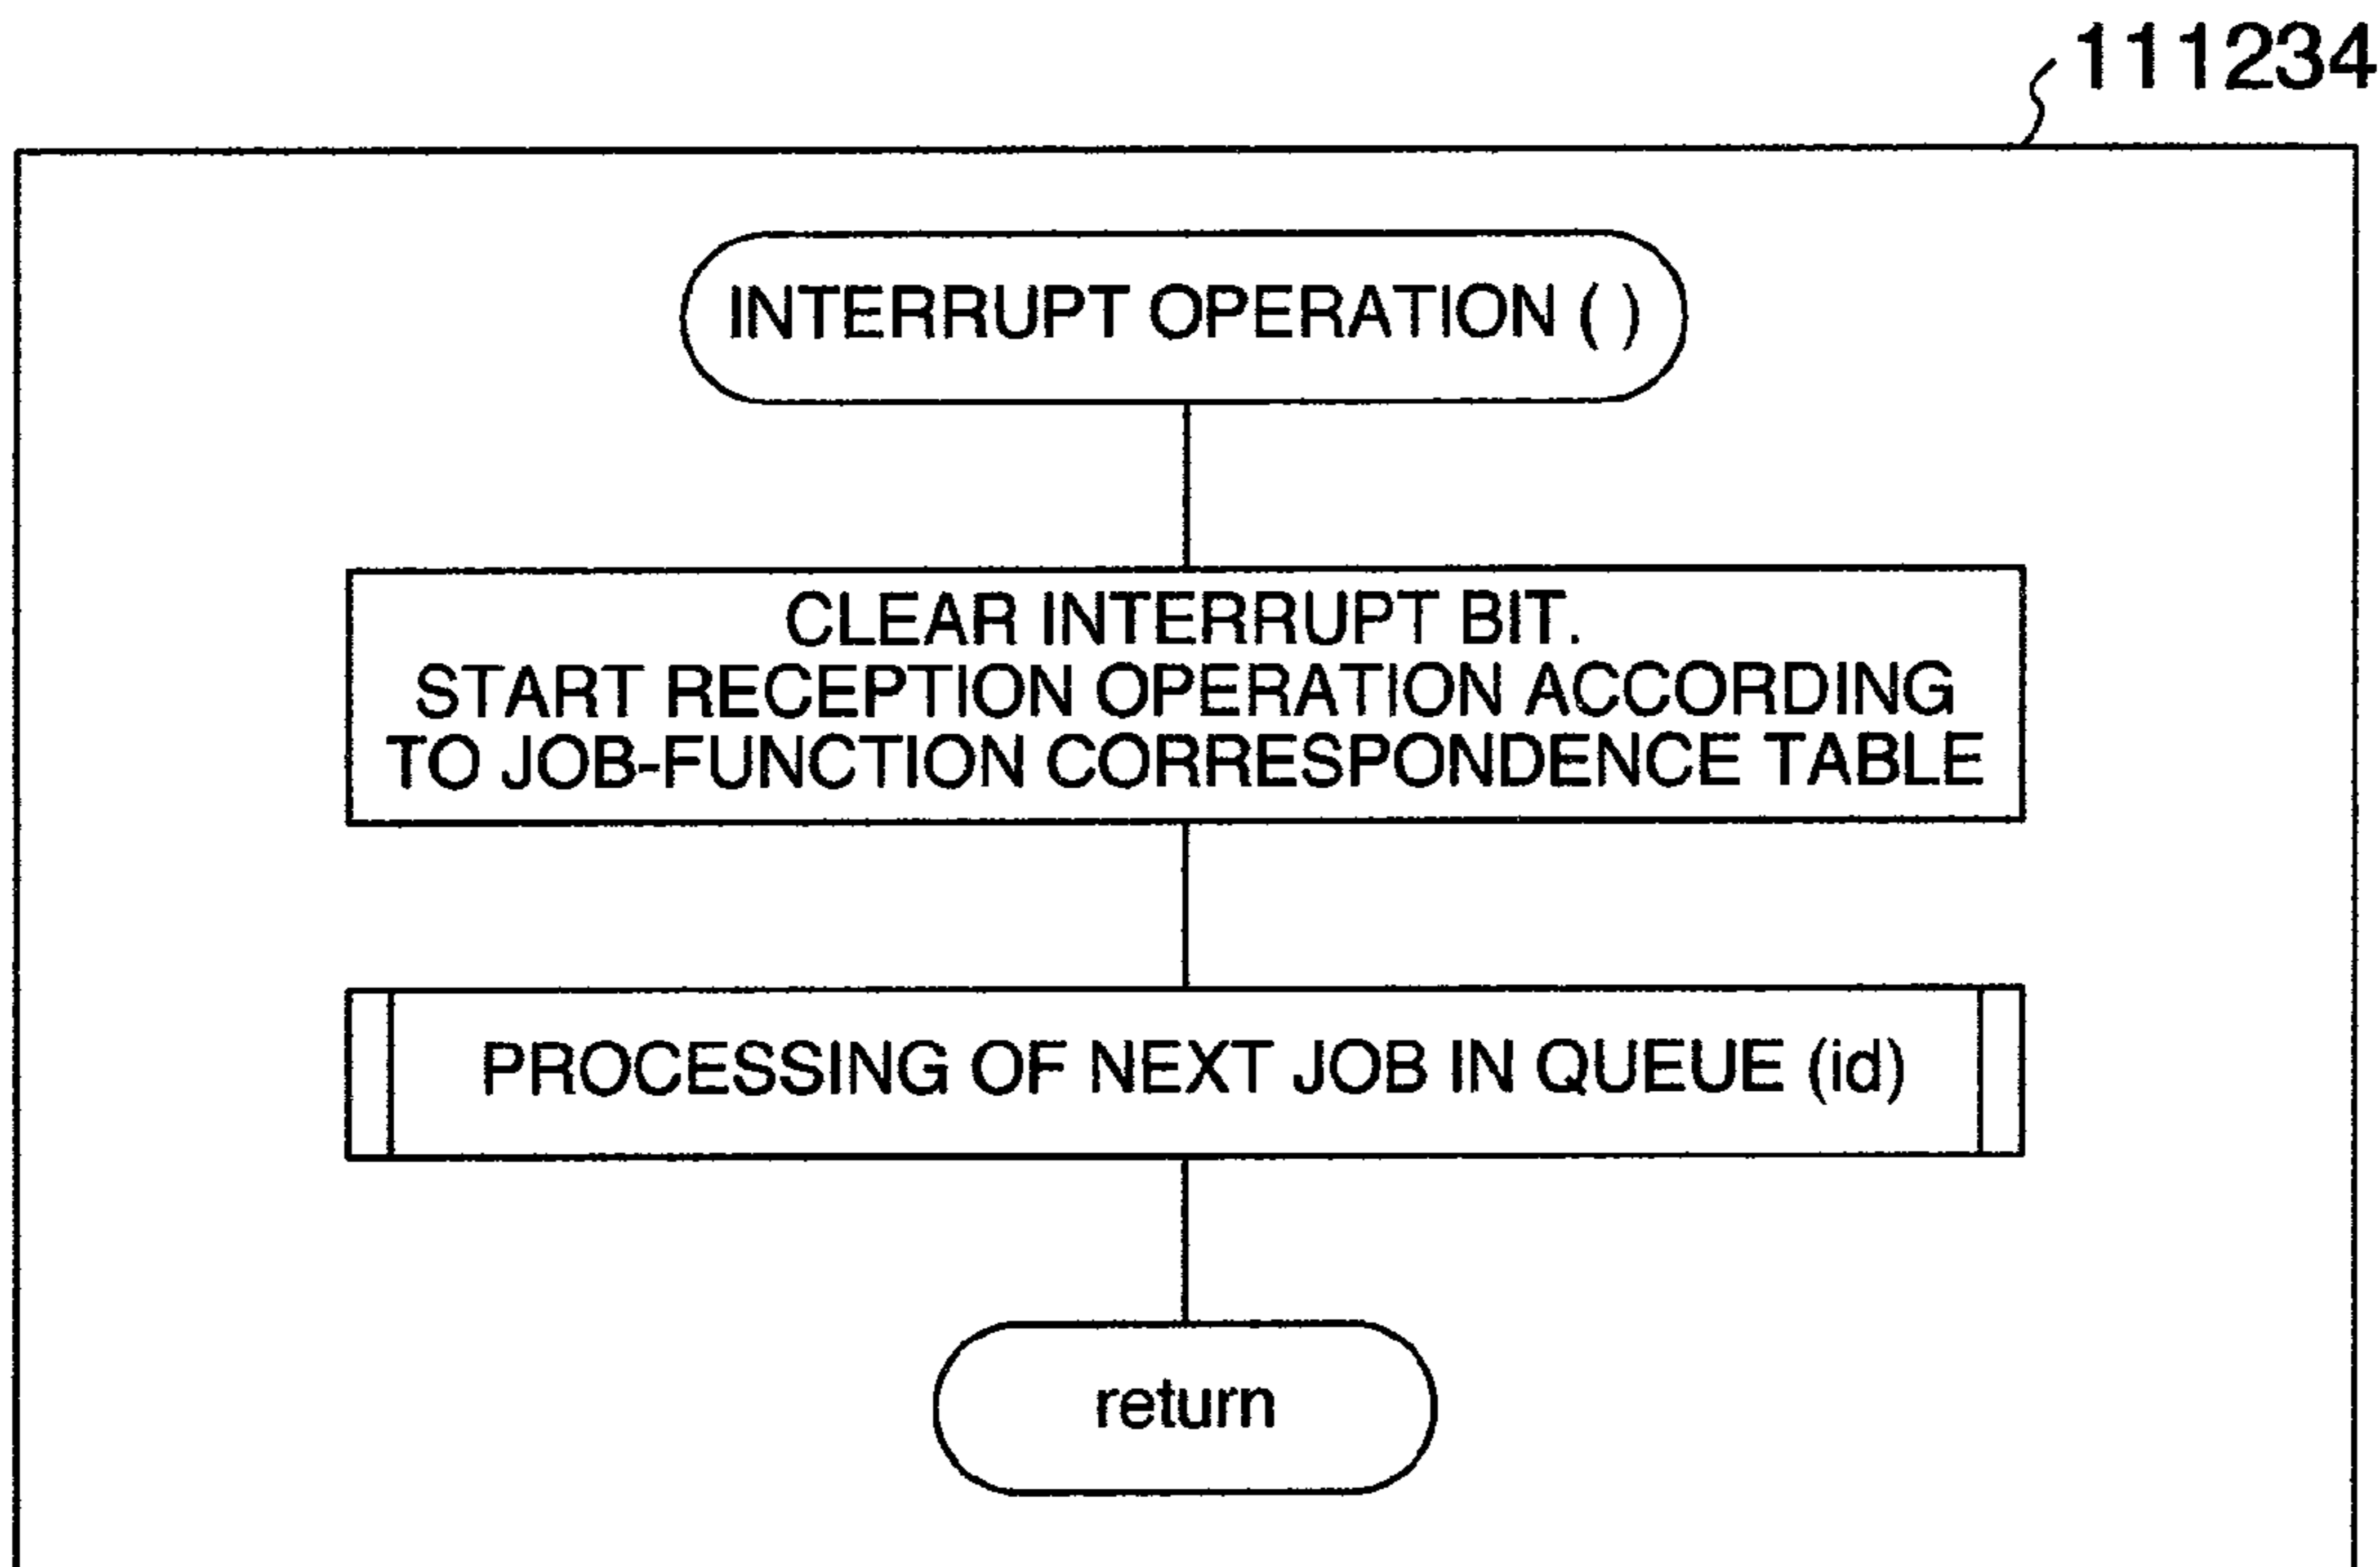 111234
INTERRUPT OPERATION ( )
CLEAR INTERRUPT BIT.
START RECEPTION OPERATION ACCORDING
TO JOB-FUNCTION CORRESPONDENCE TABLE
PROCESSING OF NEXT JOB IN QUEUE (id)
return